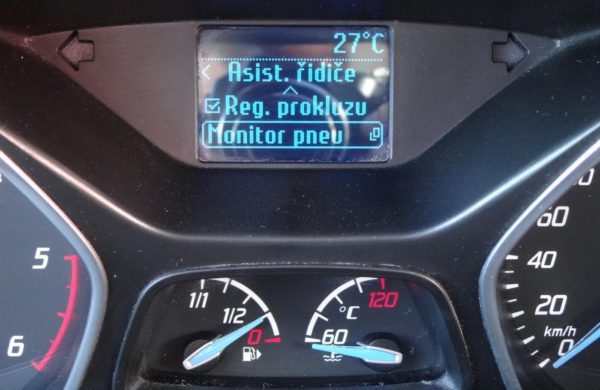 27°C
Asist. řidiče
Reg. prokluzu
Monitor pneu
5
6
1/1
1/2
0
°C
120
60
80
60
40
20
km/h
0